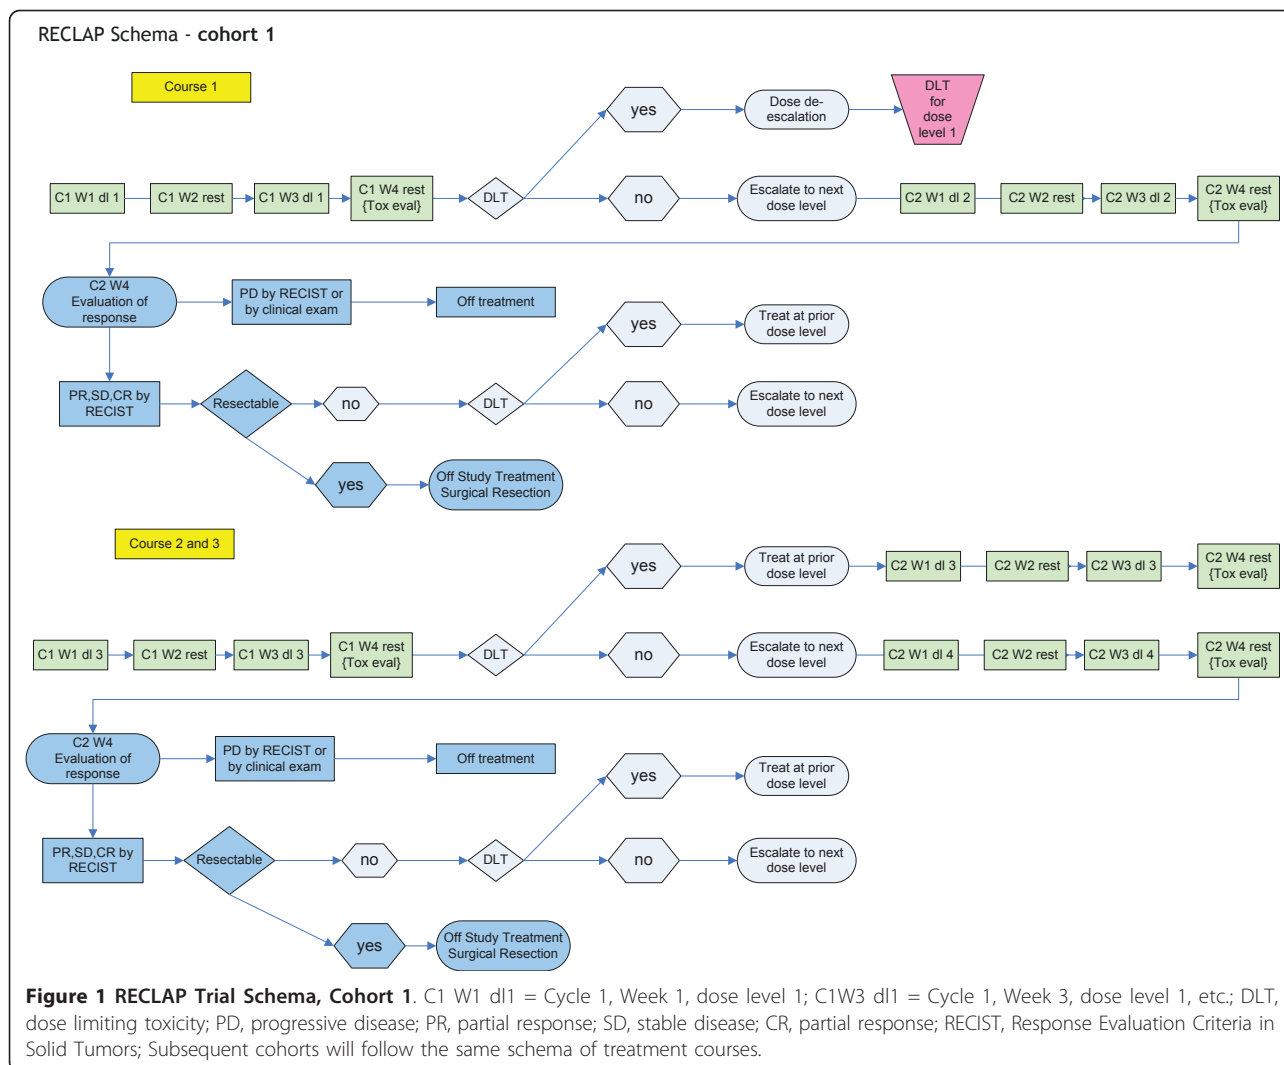 RECLAP Schema - cohort 1
Course 1
yes
Dose de-
escalation
DLT
for
dose
level 1
C1 W1 dl 1
C1 W2 rest
C1 W3 dl 1
C1 W4 rest
{Tox eval}
DLT
no
Escalate to next
dose level
C2 W1 dl 2
C2 W2 rest
C2 W3 dl 2
C2 W4 rest
{Tox eval}
C2 W4
Evaluation of
response
PD by RECIST or
by clinical exam
Off treatment
yes
Treat at prior
dose level
PR,SD,CR by
RECIST
Resectable
no
DLT
no
Escalate to next
dose level
yes
Off Study Treatment
Surgical Resection
Course 2 and 3
yes
Treat at prior
dose level
C2 W1 dl 3
C2 W2 rest
C2 W3 dl 3
C2 W4 rest
{Tox eval}
C1 W1 dl 3
C1 W2 rest
C1 W3 dl 3
C1 W4 rest
{Tox eval}
DLT
no
Escalate to next
dose level
C2 W1 dl 4
C2 W2 rest
C2 W3 dl 4
C2 W4 rest
{Tox eval}
C2 W4
Evaluation of
response
PD by RECIST or
by clinical exam
Off treatment
yes
Treat at prior
dose level
PR,SD,CR by
RECIST
Resectable
no
DLT
no
Escalate to next
dose level
yes
Off Study Treatment
Surgical Resection
Figure 1 RECLAP Trial Schema, Cohort 1. C1 W1 dl1 = Cycle 1, Week 1, dose level 1; C1W3 dl1 = Cycle 1, Week 3, dose level 1, etc.; DLT,
dose limiting toxicity; PD, progressive disease; PR, partial response; SD, stable disease; CR, partial response; RECIST, Response Evaluation Criteria in
Solid Tumors; Subsequent cohorts will follow the same schema of treatment courses.